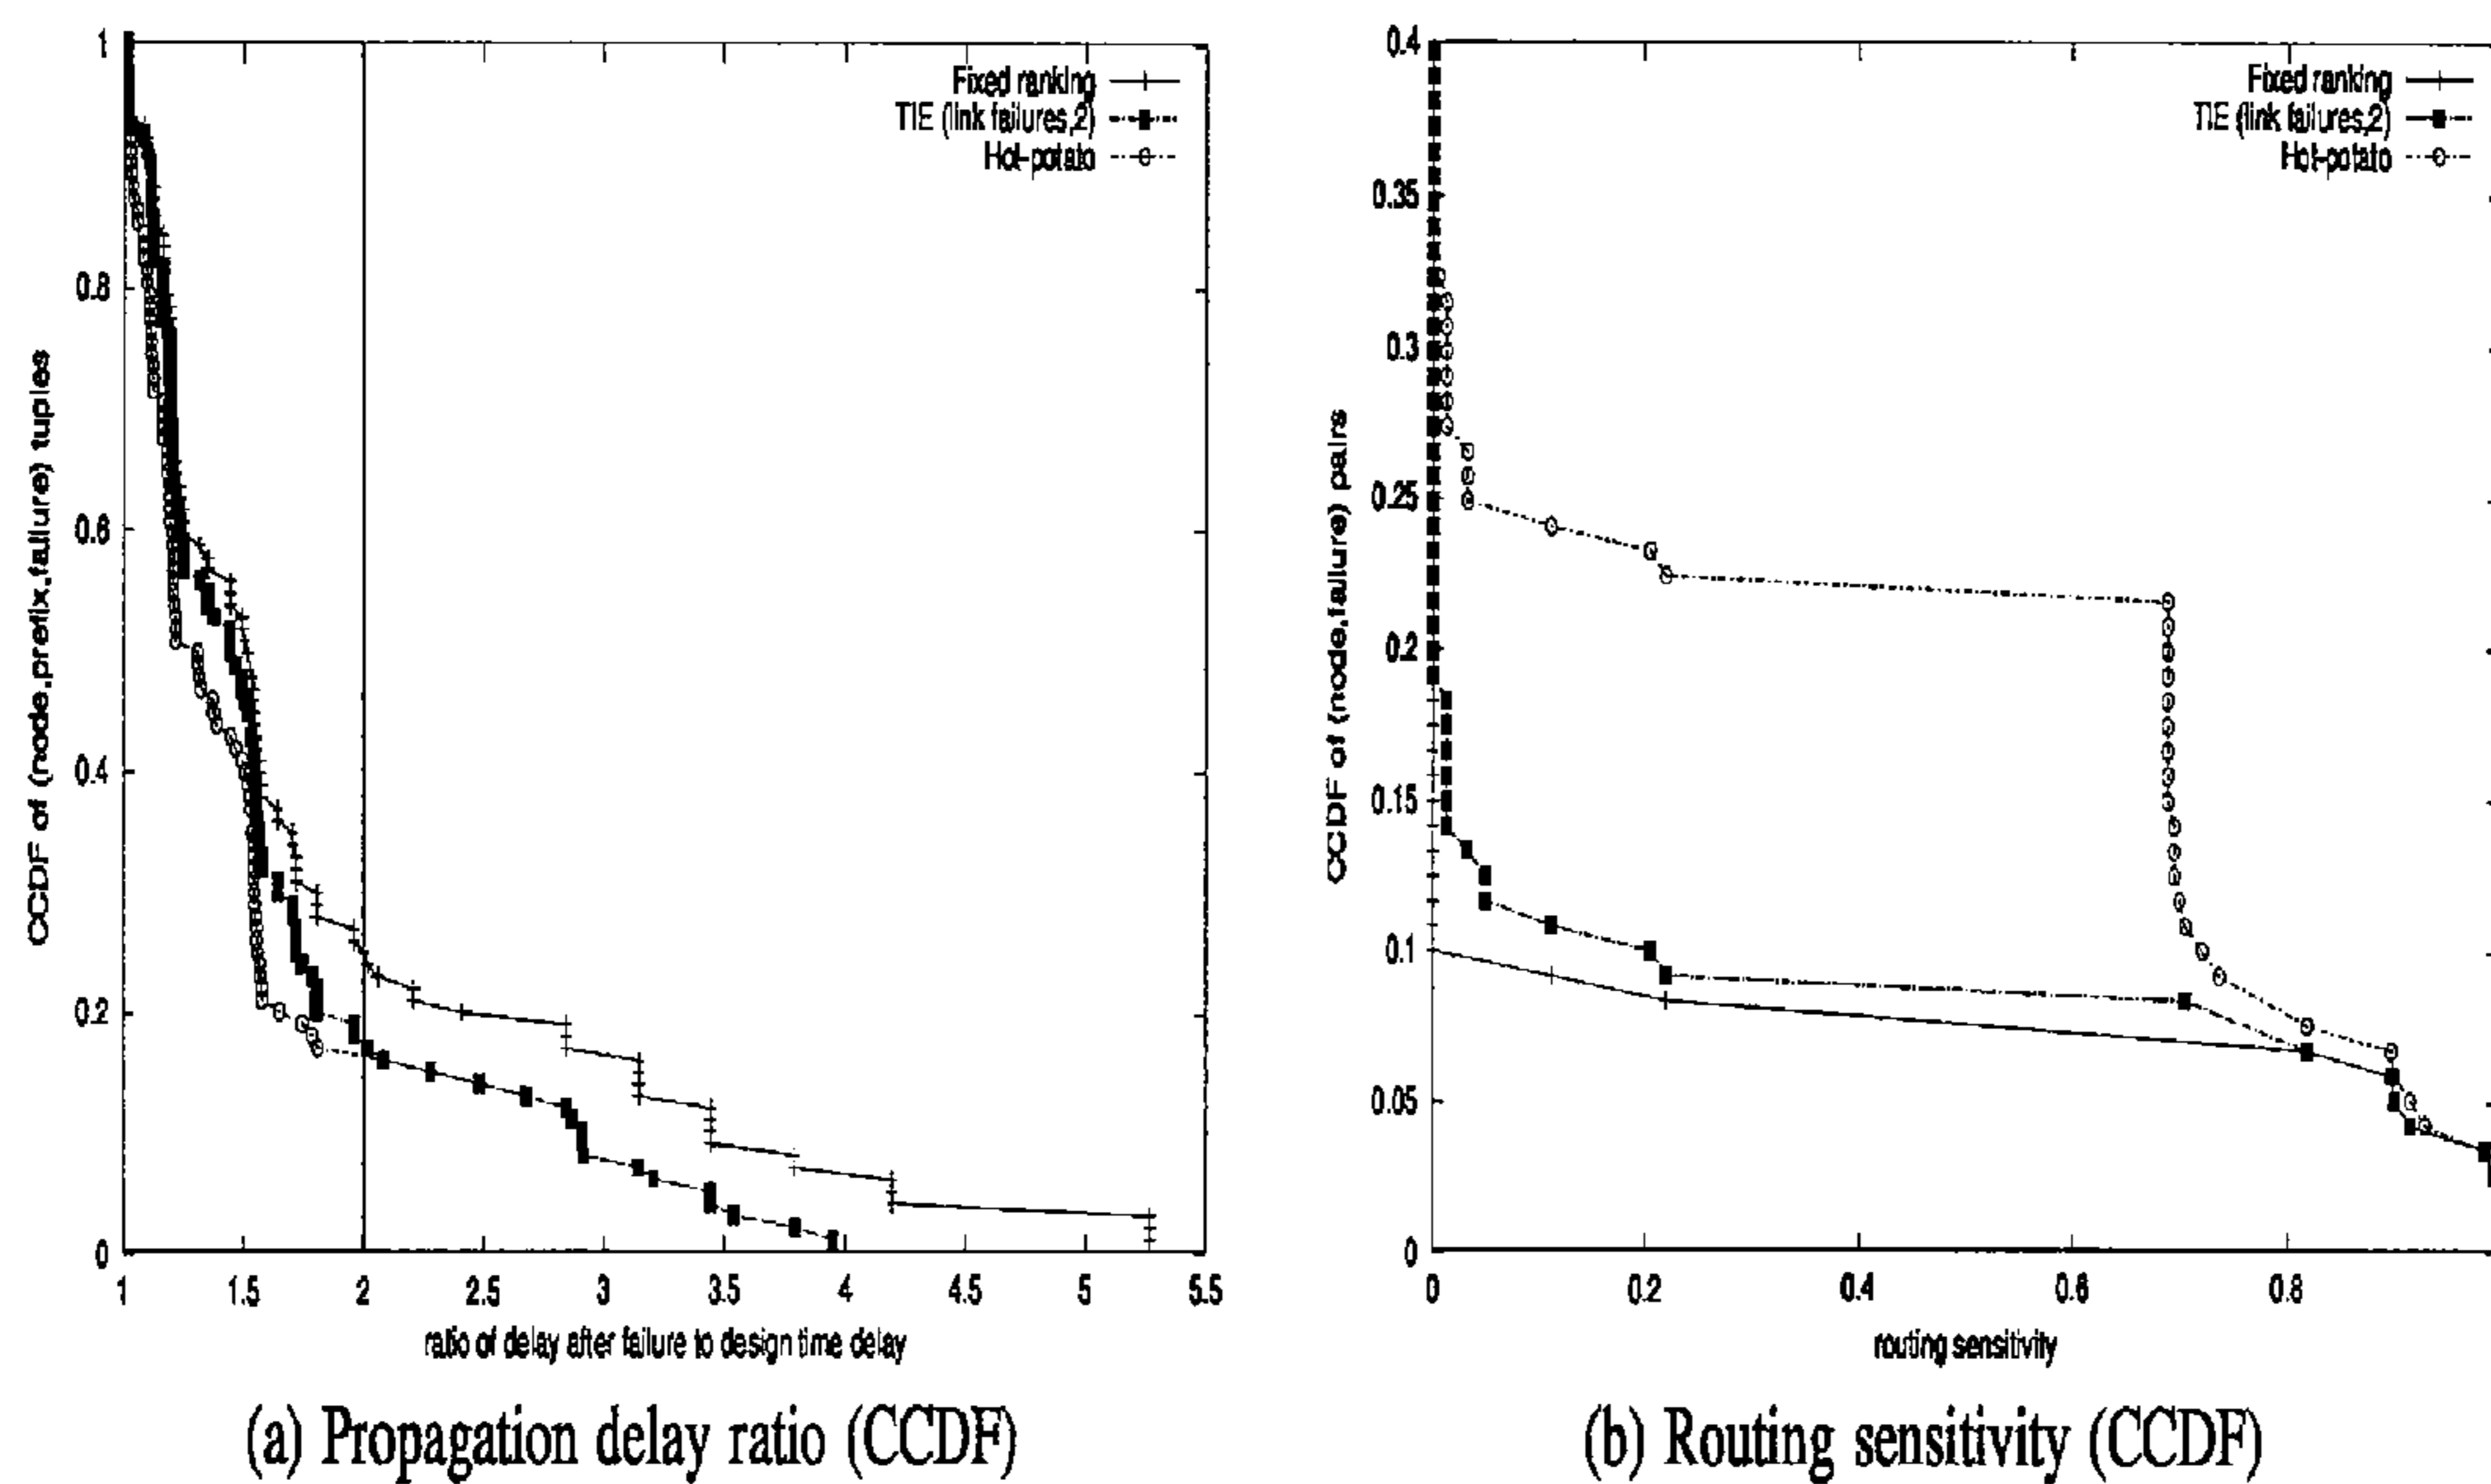 CCDF of (node,prefix,failure) tuples
1
0.8
0.6
0.4
0.2
0
Fixed ranking
TIE (link failures,2)
Hot-potato
1 1.5 2 2.5 3 3.5 4 4.5 5 5.5
ratio of delay after failure to design time delay
(a) Propagation delay ratio (CCDF)
CCDF of (node,failure) pairs
0.4
0.35
0.3
0.25
0.2
0.15
0.1
0.05
0
Fixed ranking
TIE (link failures,2)
Hot-potato
0 0.2 0.4 0.6 0.8
routing sensitivity
(b) Routing sensitivity (CCDF)